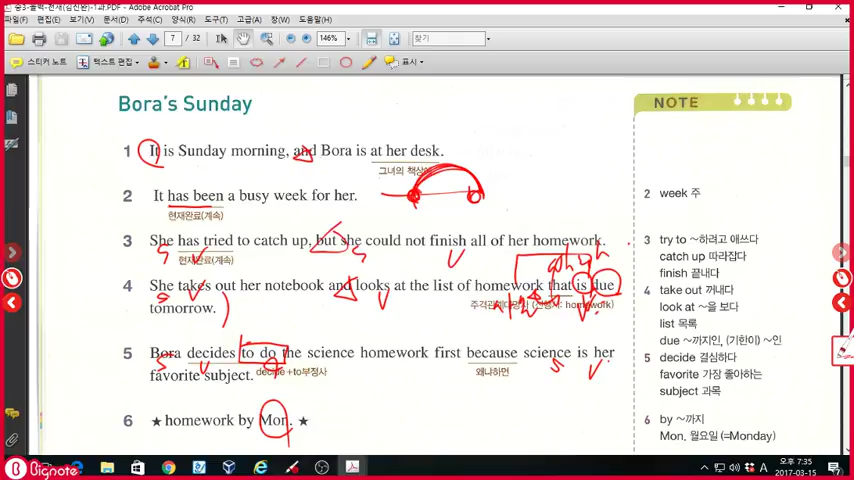 중3-블랙-천재(김진완)-1과.PDF - Adobe Acrobat Pro
파일(F) 편집(E) 보기(V) 문서(D) 주석(C) 양식(R) 도구(T) 고급(A) 창(W) 도움말(H)
7 / 32 146% 찾기
스티커 노트 텍스트 편집 표시
Bora's Sunday
NOTE
1 It is Sunday morning, and Bora is at her desk.
그녀의 책상에
2 It has been a busy week for her.
현재완료(계속)
2 week 주
3 She has tried to catch up, but she could not finish all of her homework.
현재완료(계속)
3 try to ~하려고 애쓰다
catch up 따라잡다
finish 끝내다
4 She takes out her notebook and looks at the list of homework that is due
tomorrow.
4 take out 꺼내다
look at ~을 보다
list 목록
due ~까지인, (기한이) ~인
5 Bora decides to do the science homework first because science is her
favorite subject.
decide+to부정사
왜냐하면
5 decide 결심하다
favorite 가장 좋아하는
subject 과목
6 ★homework by Mon. ★
6 by ~까지
Mon. 월요일 (=Monday)
Bignote
A 오후 7:35
2017-03-15